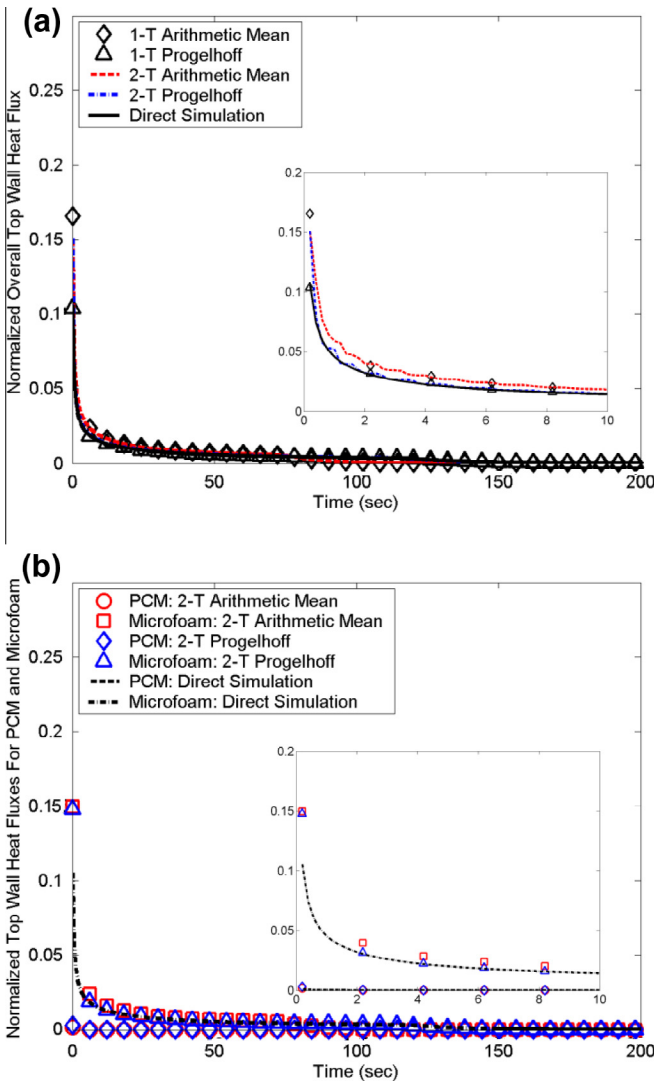 (a)
1-T Arithmetic Mean
1-T Progelhoff
2-T Arithmetic Mean
2-T Progelhoff
Direct Simulation
Normalized Overall Top Wall Heat Flux
0.25
0.2
0.15
0.1
0.05
0
0
50
100
150
200
Time (sec)
0.2
0.15
0.1
0.05
0
0
2
4
6
8
10
(b)
PCM: 2-T Arithmetic Mean
Microfoam: 2-T Arithmetic Mean
PCM: 2-T Progelhoff
Microfoam: 2-T Progelhoff
PCM: Direct Simulation
Microfoam: Direct Simulation
Normalized Top Wall Heat Fluxes For PCM and Microfoam
0.25
0.2
0.15
0.1
0.05
0
0
50
100
150
200
Time (sec)
0.2
0.15
0.1
0.05
0
0
2
4
6
8
10